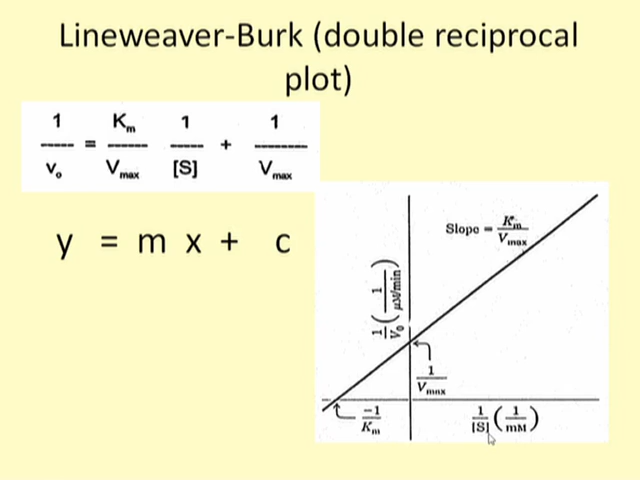 Lineweaver-Burk (double reciprocal
plot)
1/v₀ = Kₘ/Vₘₐₓ 1/[S] + 1/Vₘₐₓ
y = m x + c
Slope = Kₘ/Vₘₐₓ
1/V₀ (1/μM/min)
1/Vₘₐₓ
-1/Kₘ
1/[S] (1/mM)